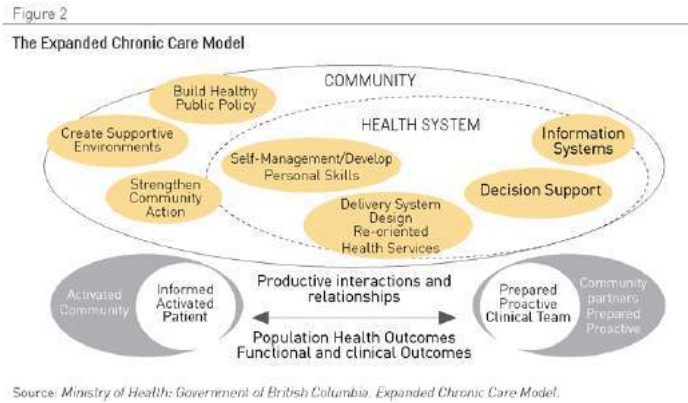 Figure 2
The Expanded Chronic Care Model
COMMUNITY
Build Healthy
Public Policy
HEALTH SYSTEM
Create Supportive
Environments
Information
Systems
Self-Management/Develop
Personal Skills
Strengthen
Community
Action
Decision Support
Delivery System
Design
Re-oriented
Health Services
Activated
Community
Informed
Activated
Patient
Productive interactions and
relationships
Population Health Outcomes
Functional and clinical Outcomes
Prepared
Proactive
Clinical Team
Community
partners
Prepared
Proactive
Source: Ministry of Health: Government of British Columbia. Expanded Chronic Care Model.